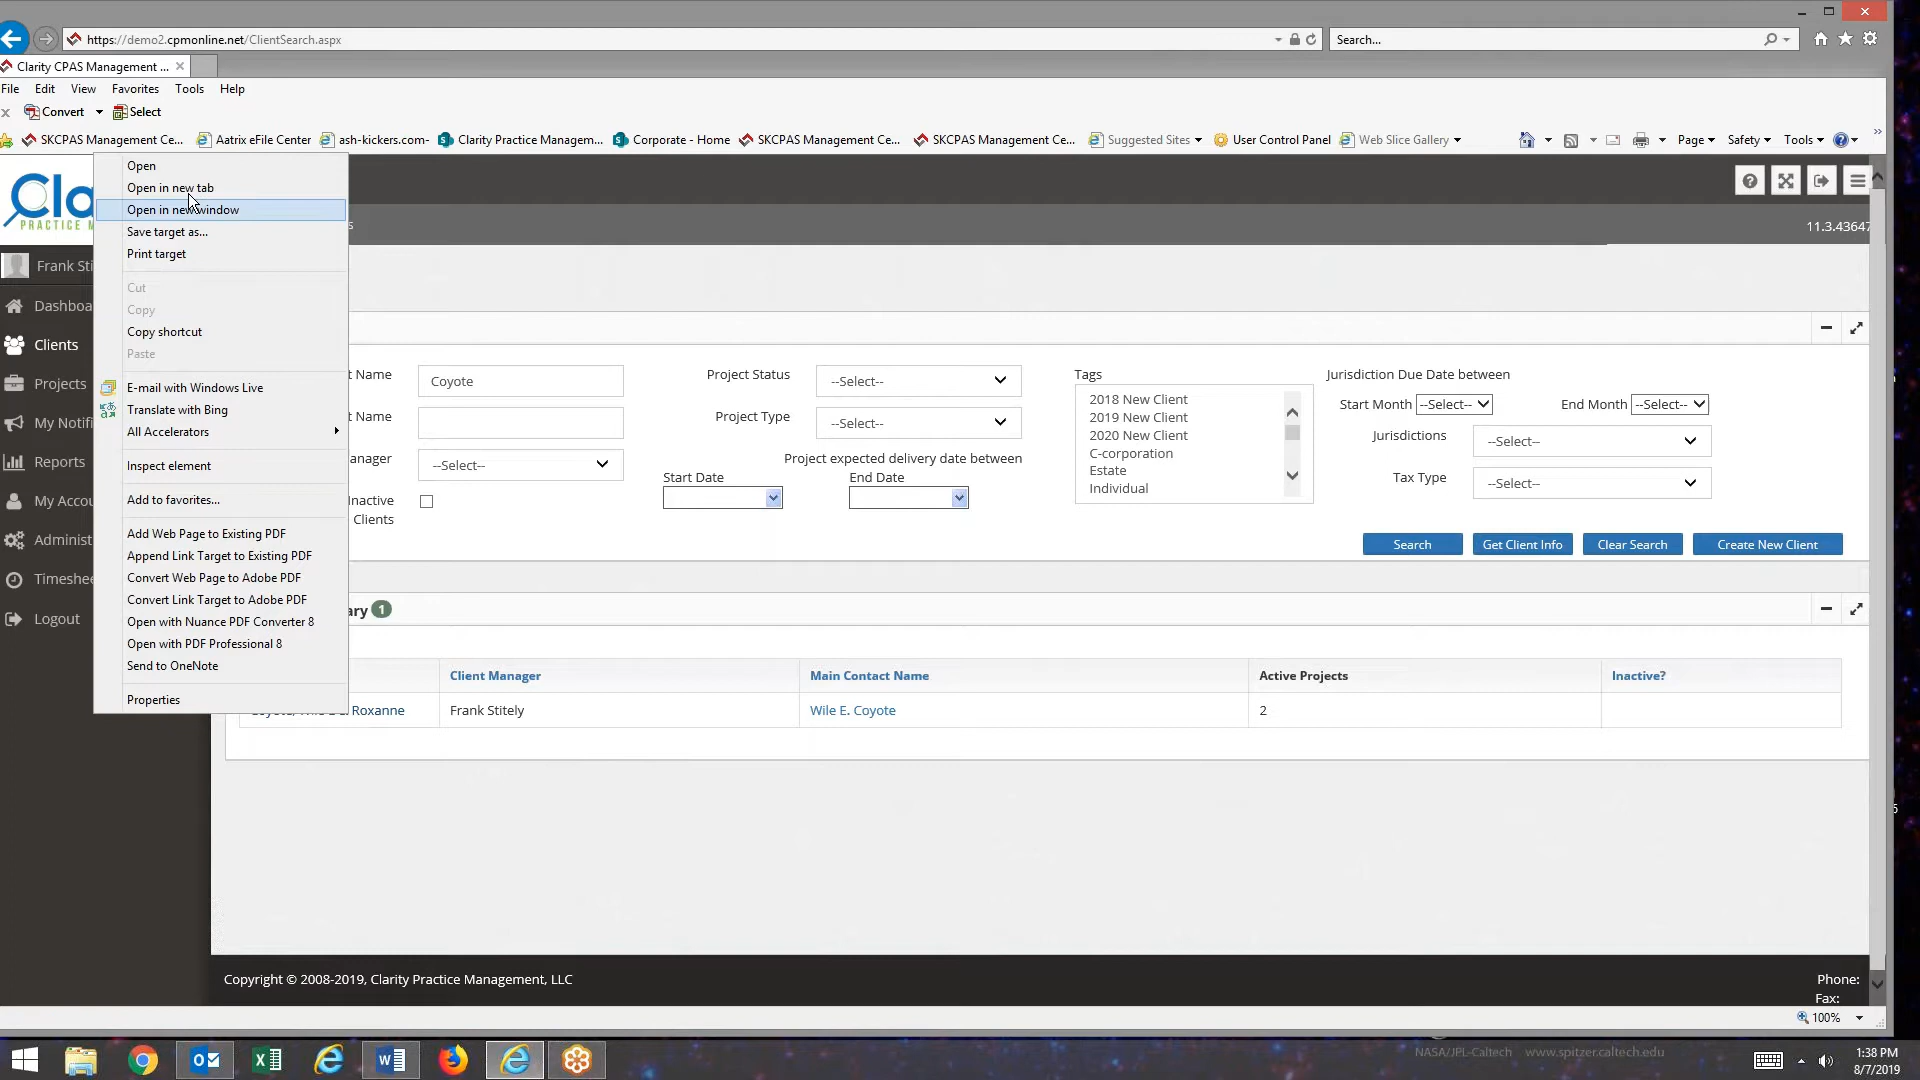 https://demo2.cpmonline.net/ClientSearch.aspx
Search...
Clarity CPAS Management ...
File Edit View Favorites Tools Help
Convert Select
SKCPAS Management Ce... Aatrix eFile Center ash-kickers.com- Clarity Practice Managem... Corporate - Home SKCPAS Management Ce... SKCPAS Management Ce... Suggested Sites User Control Panel Web Slice Gallery Page Safety Tools
Cla
PRACTICE M
11.3.43647
Frank Sti
Dashboa
Clients
Projects
My Notifi
Reports
My Accou
Administ
Timeshee
Logout
Open
Open in new tab
Open in new window
Save target as...
Print target
Cut
Copy
Copy shortcut
Paste
E-mail with Windows Live
Translate with Bing
All Accelerators
Inspect element
Add to favorites...
Add Web Page to Existing PDF
Append Link Target to Existing PDF
Convert Web Page to Adobe PDF
Convert Link Target to Adobe PDF
Open with Nuance PDF Converter 8
Open with PDF Professional 8
Send to OneNote
Properties
s
t Name Coyote
t Name
anager --Select--
Inactive
Clients
Project Status --Select--
Project Type --Select--
Project expected delivery date between
Start Date End Date
Tags
2018 New Client
2019 New Client
2020 New Client
C-corporation
Estate
Individual
Jurisdiction Due Date between
Start Month --Select-- End Month --Select--
Jurisdictions --Select--
Tax Type --Select--
Search Get Client Info Clear Search Create New Client
ary 1
Client Manager Main Contact Name Active Projects Inactive?
Roxanne Frank Stitely Wile E. Coyote 2
Copyright © 2008-2019, Clarity Practice Management, LLC
Phone:
Fax:
100%
NASA/JPL-Caltech www.spitzer.caltech.edu
1:38 PM
8/7/2019